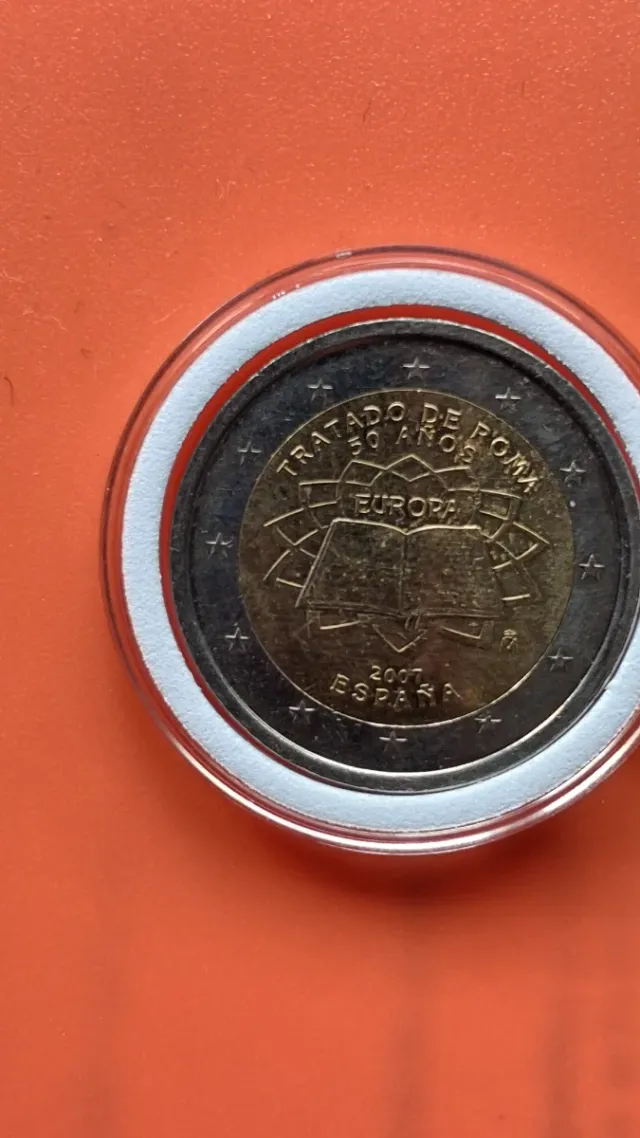 TRATADO DE ROMA
50 AÑOS
EUROPA
2007
ESPAÑA